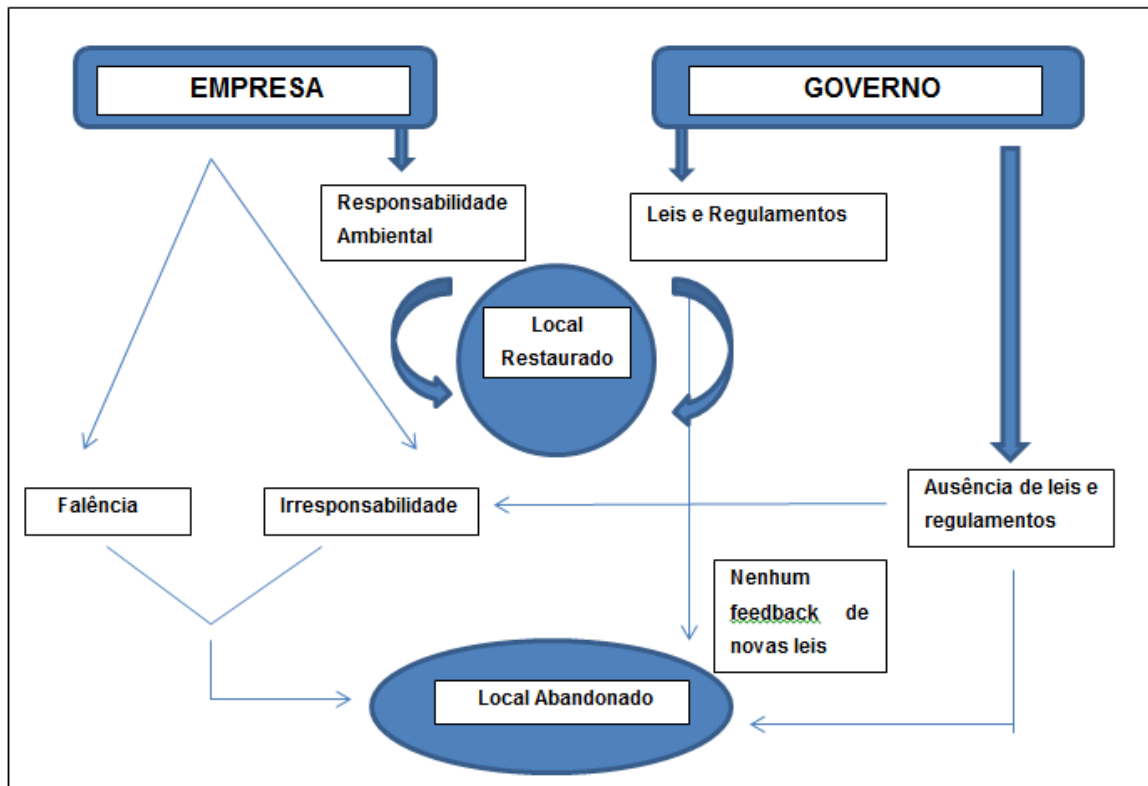 EMPRESA
GOVERNO
Responsabilidade
Ambiental
Leis e Regulamentos
Local
Restaurado
Falência
Irresponsabilidade
Ausência de leis e
regulamentos
Nenhum
feedback de
novas leis
Local Abandonado